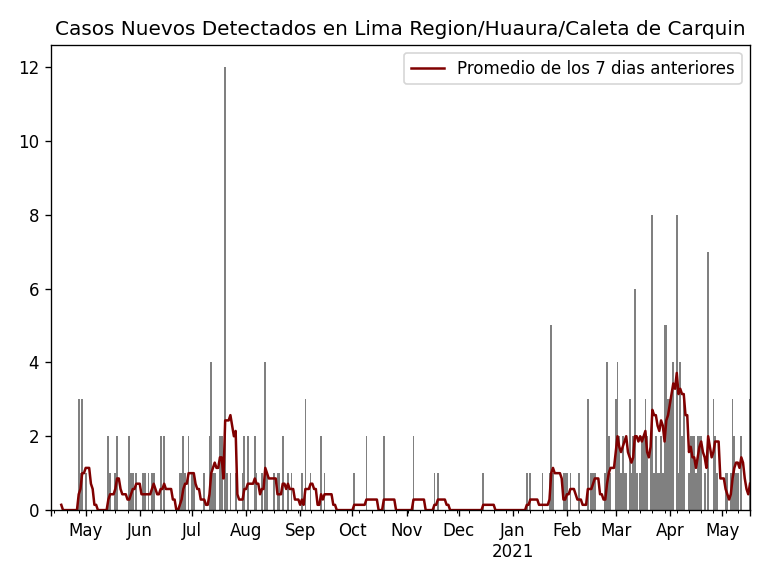 Casos Nuevos Detectados en Lima Region/Huaura/Caleta de Carquin
Promedio de los 7 dias anteriores
12
10
8
6
4
2
0
May Jun Jul Aug Sep Oct Nov Dec Jan Feb Mar Apr May
2021